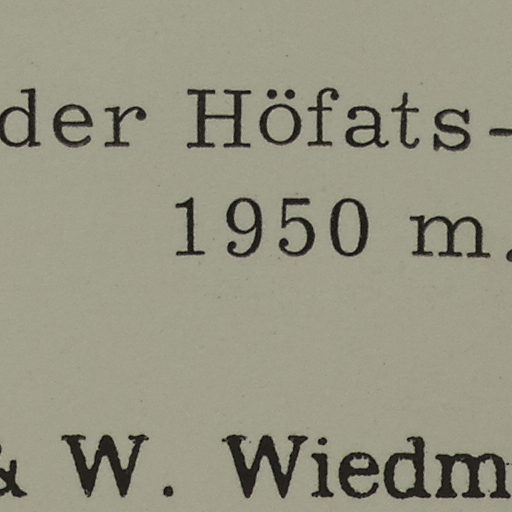 der Höfats-
1950 m.
& W. Wiedm